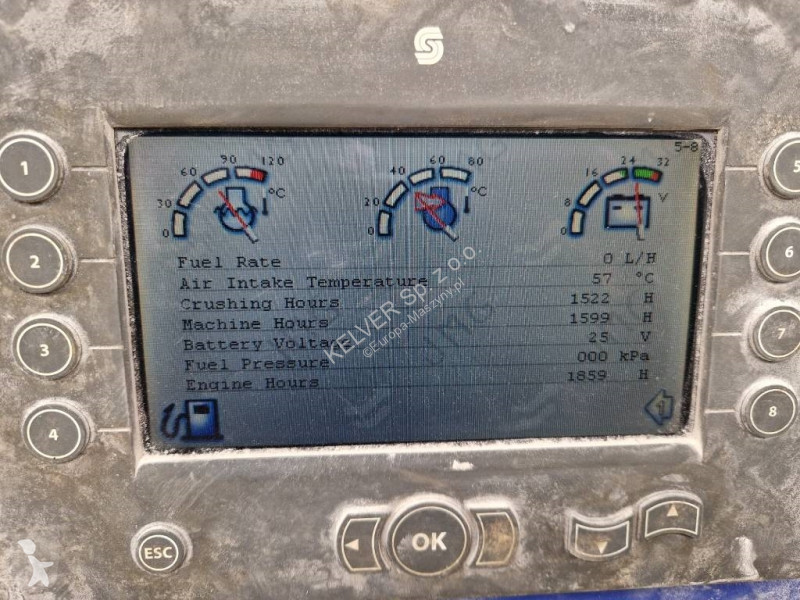 5-8
0 30 60 90 120 °C
0 20 40 60 80 °C
0 8 16 24 32 V
Fuel Rate 0 L/H
Air Intake Temperature 57 °C
Crushing Hours 1522 H
Machine Hours 1599 H
Battery Voltage 25 V
Fuel Pressure 000 kPa
Engine Hours 1859 H
KELVER Sp. z o.o.
©Europa-Maszyny.pl
1
2
3
4
5
6
7
8
ESC
OK